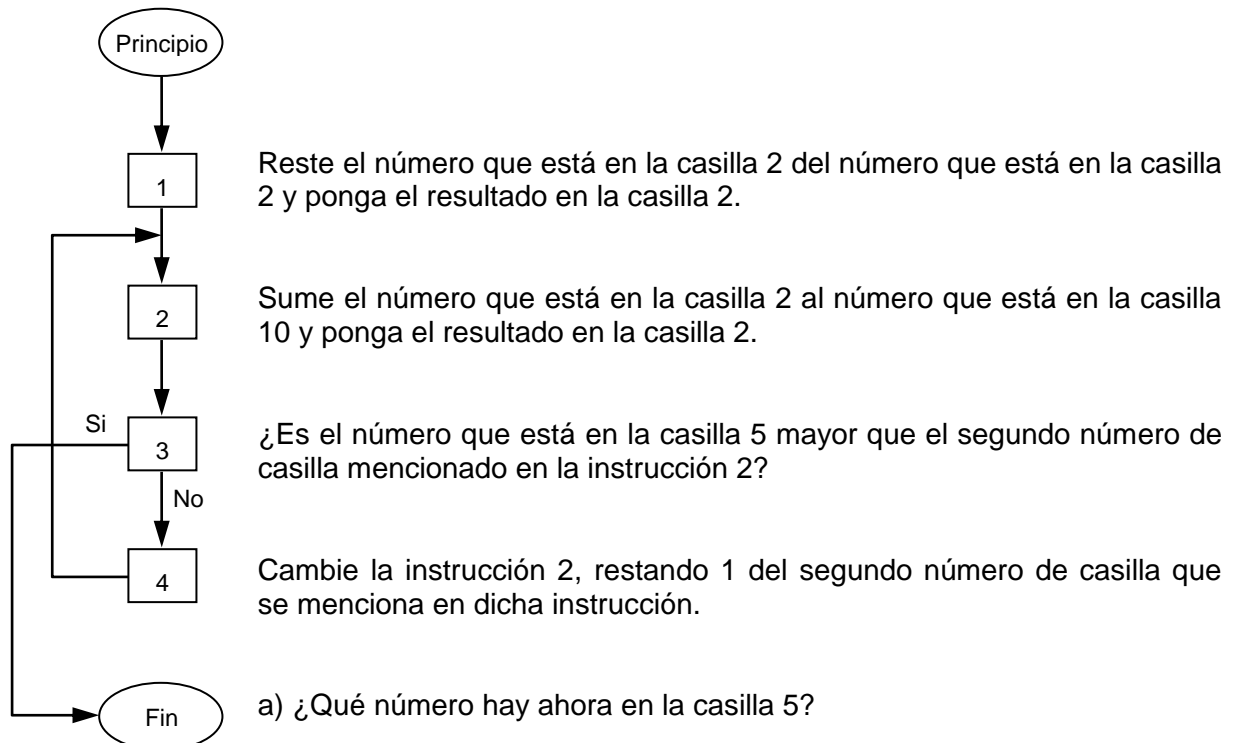 Principio
1
Reste el número que está en la casilla 2 del número que está en la casilla
2 y ponga el resultado en la casilla 2.
2
Sume el número que está en la casilla 2 al número que está en la casilla
10 y ponga el resultado en la casilla 2.
Si
3
¿Es el número que está en la casilla 5 mayor que el segundo número de
casilla mencionado en la instrucción 2?
No
4
Cambie la instrucción 2, restando 1 del segundo número de casilla que
se menciona en dicha instrucción.
Fin
a) ¿Qué número hay ahora en la casilla 5?